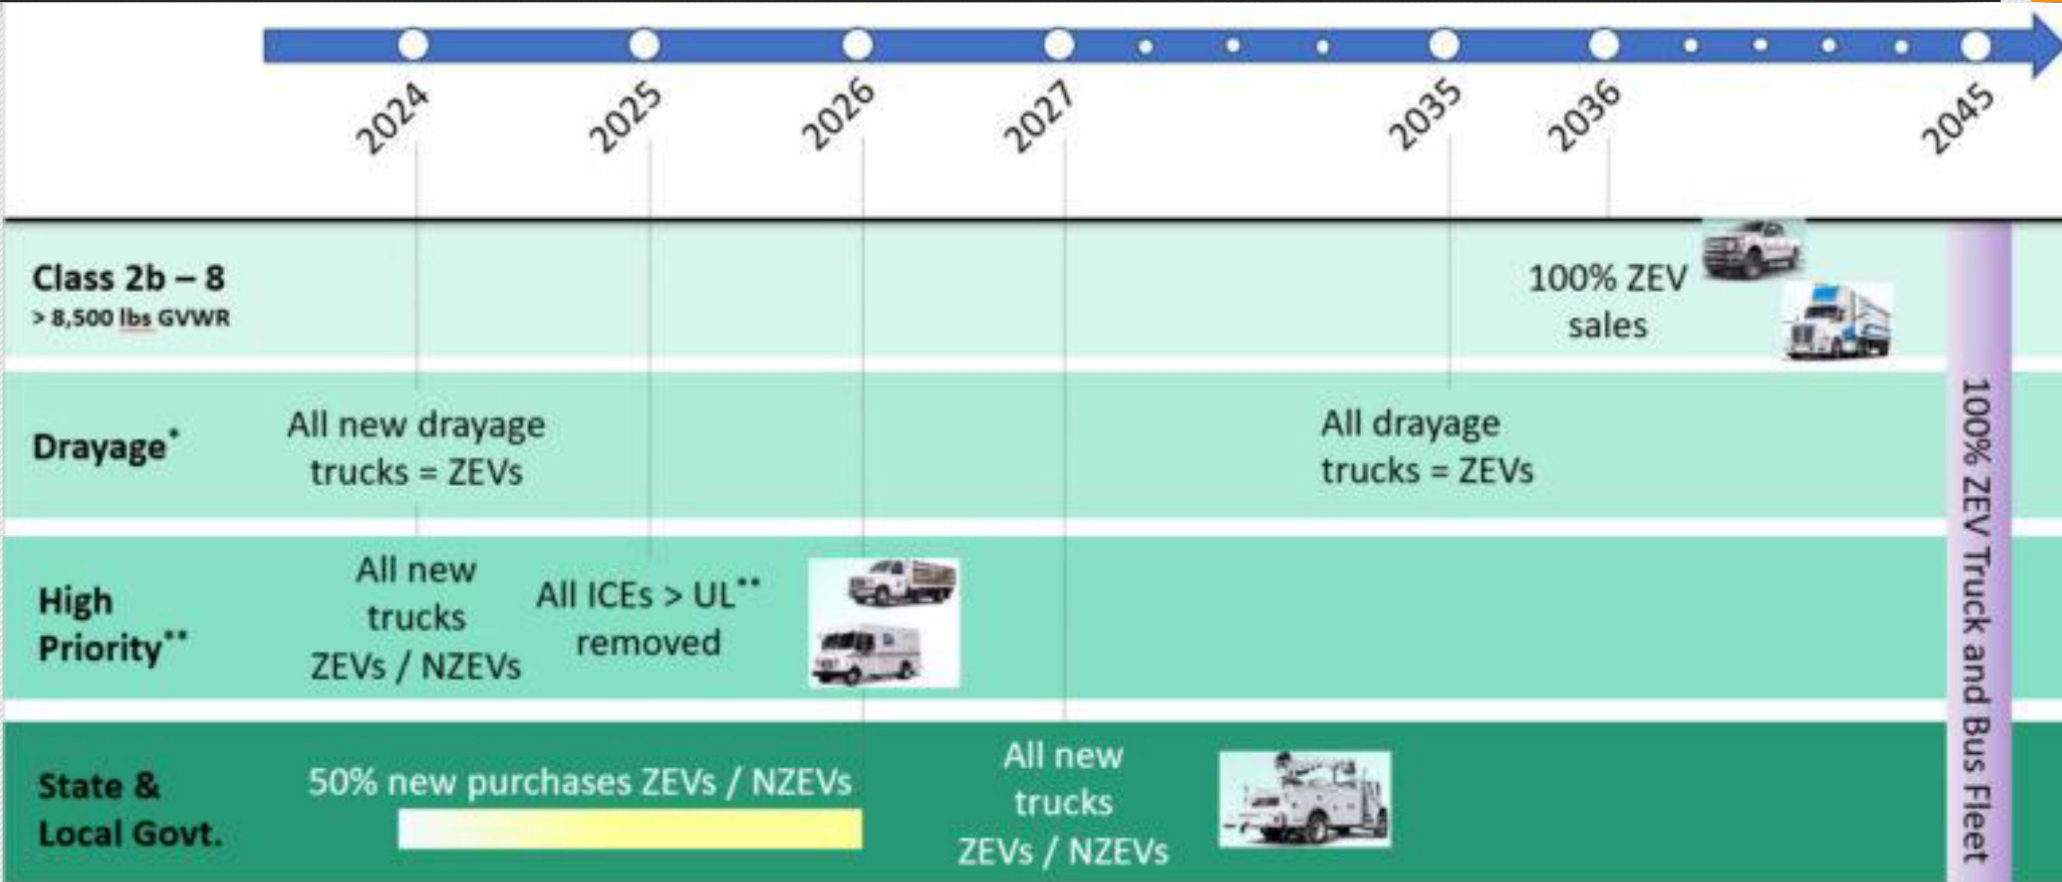 2024
2025
2026
2027
2035
2036
2045
Class 2b – 8
> 8,500 lbs GVWR
100% ZEV
sales
Drayage*
All new drayage
trucks = ZEVs
All drayage
trucks = ZEVs
High
Priority**
All new
trucks
ZEVs / NZEVs
All ICEs > UL**
removed
State &
Local Govt.
50% new purchases ZEVs / NZEVs
All new
trucks
ZEVs / NZEVs
100% ZEV Truck and Bus Fleet